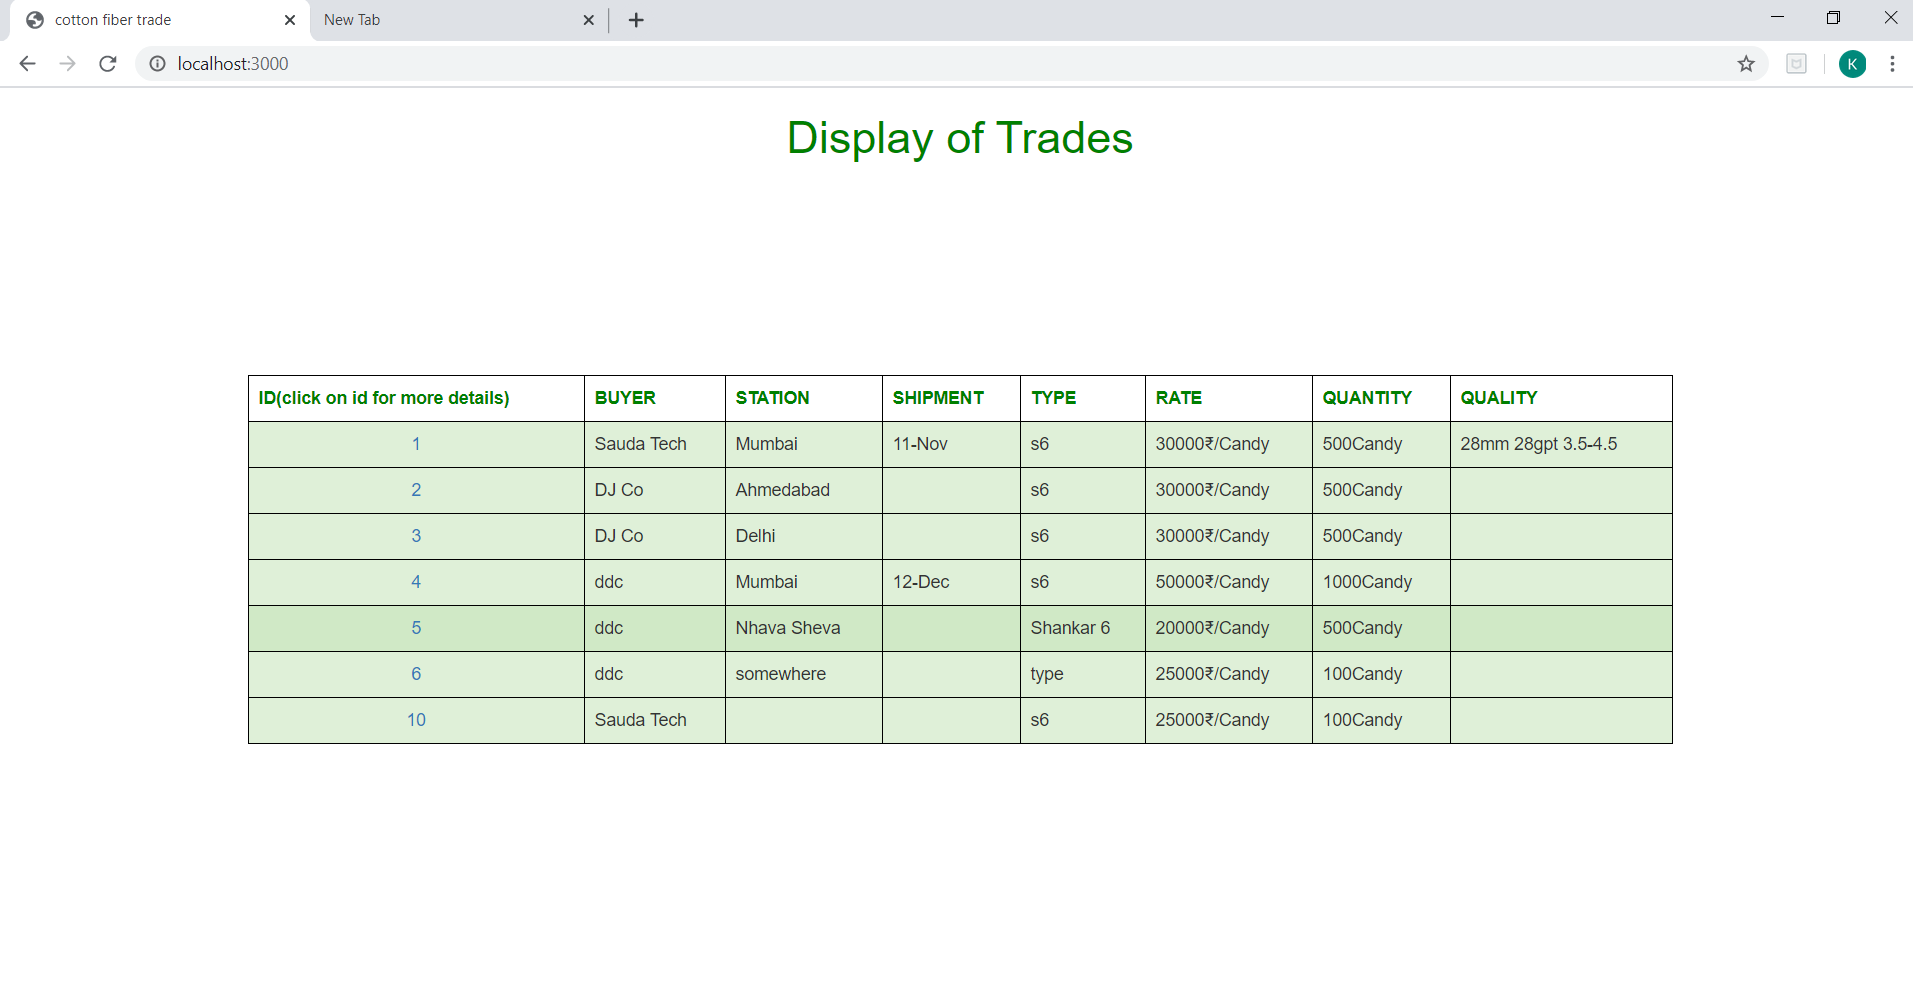 cotton fiber trade New Tab
localhost:3000 K
Display of Trades
ID(click on id for more details) BUYER STATION SHIPMENT TYPE RATE QUANTITY QUALITY
1 Sauda Tech Mumbai 11-Nov s6 30000₹/Candy 500Candy 28mm 28gpt 3.5-4.5
2 DJ Co Ahmedabad s6 30000₹/Candy 500Candy
3 DJ Co Delhi s6 30000₹/Candy 500Candy
4 ddc Mumbai 12-Dec s6 50000₹/Candy 1000Candy
5 ddc Nhava Sheva Shankar 6 20000₹/Candy 500Candy
6 ddc somewhere type 25000₹/Candy 100Candy
10 Sauda Tech s6 25000₹/Candy 100Candy